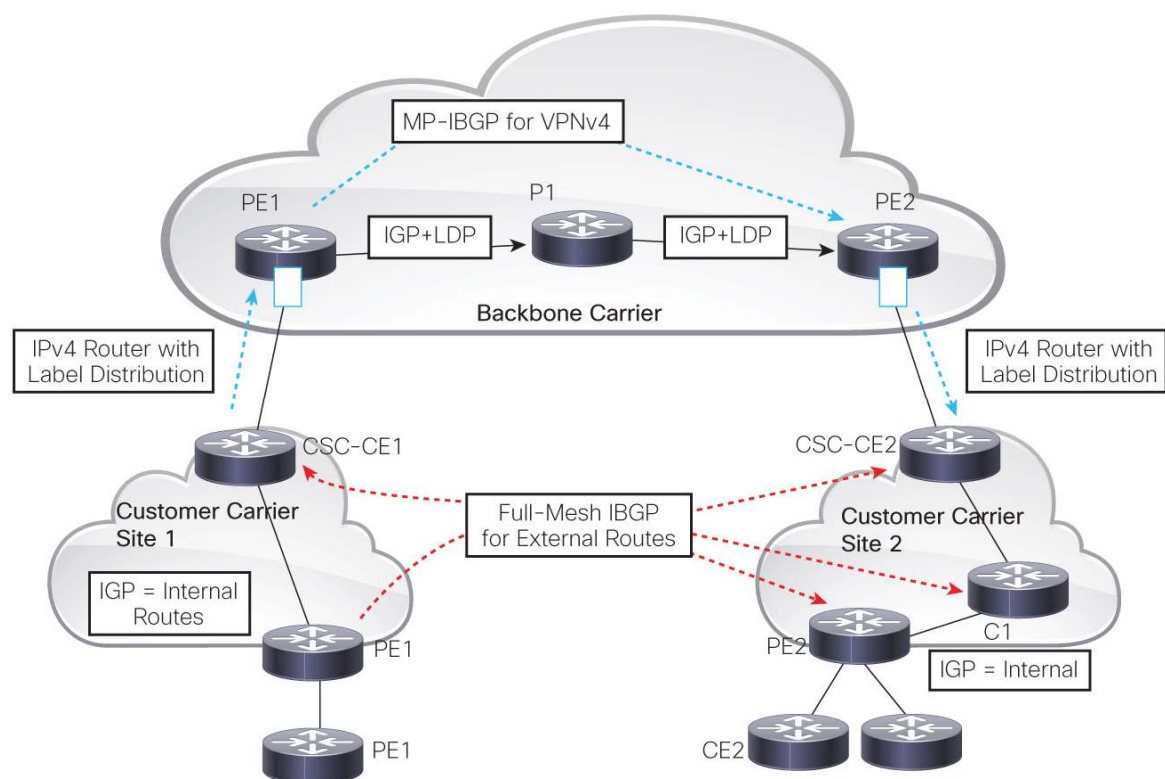 MP-IBGP for VPNv4
PE1
P1
PE2
IGP+LDP
IGP+LDP
Backbone Carrier
IPv4 Router with
Label Distribution
IPv4 Router with
Label Distribution
CSC-CE1
CSC-CE2
Customer Carrier
Site 1
Full-Mesh IBGP
for External Routes
Customer Carrier
Site 2
IGP = Internal
Routes
PE1
PE2
C1
IGP = Internal
PE1
CE2